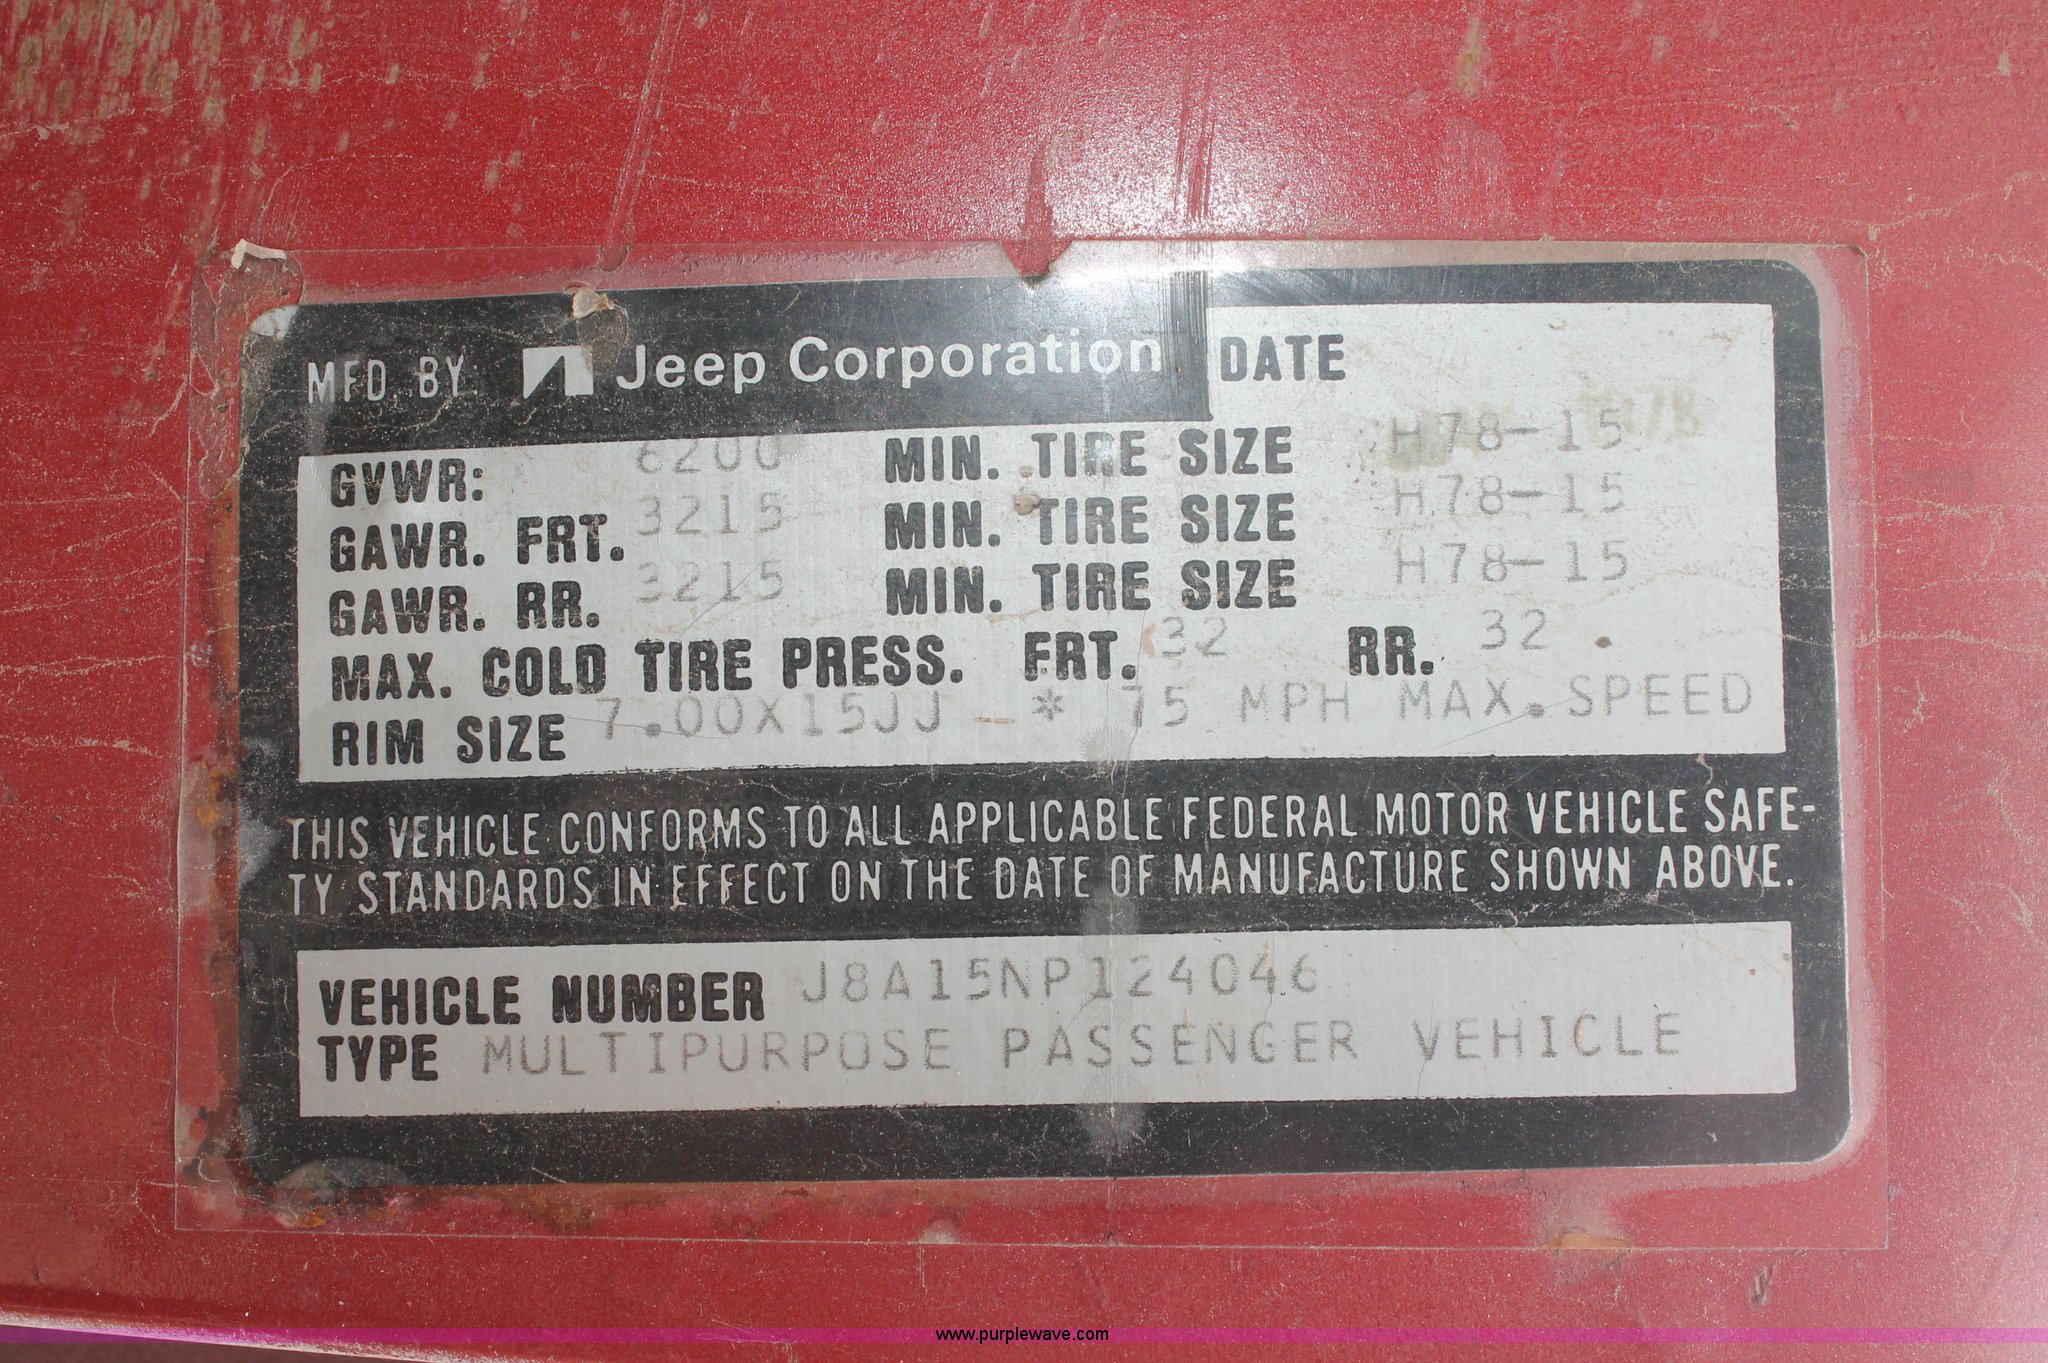 MFD. BY: Jeep Corporation DATE
GVWR: 6200 MIN. TIRE SIZE H78-15
GAWR. FRT. 3215 MIN. TIRE SIZE H78-15
GAWR. RR. 3215 MIN. TIRE SIZE H78-15
MAX. COLD TIRE PRESS. FRT. 32 RR. 32
RIM SIZE 7.00X15JJ - * 75 MPH MAX.SPEED
THIS VEHICLE CONFORMS TO ALL APPLICABLE FEDERAL MOTOR VEHICLE SAFE-
TY STANDARDS IN EFFECT ON THE DATE OF MANUFACTURE SHOWN ABOVE.
VEHICLE NUMBER J8A15NP124046
TYPE MULTIPURPOSE PASSENGER VEHICLE
www.purplewave.com